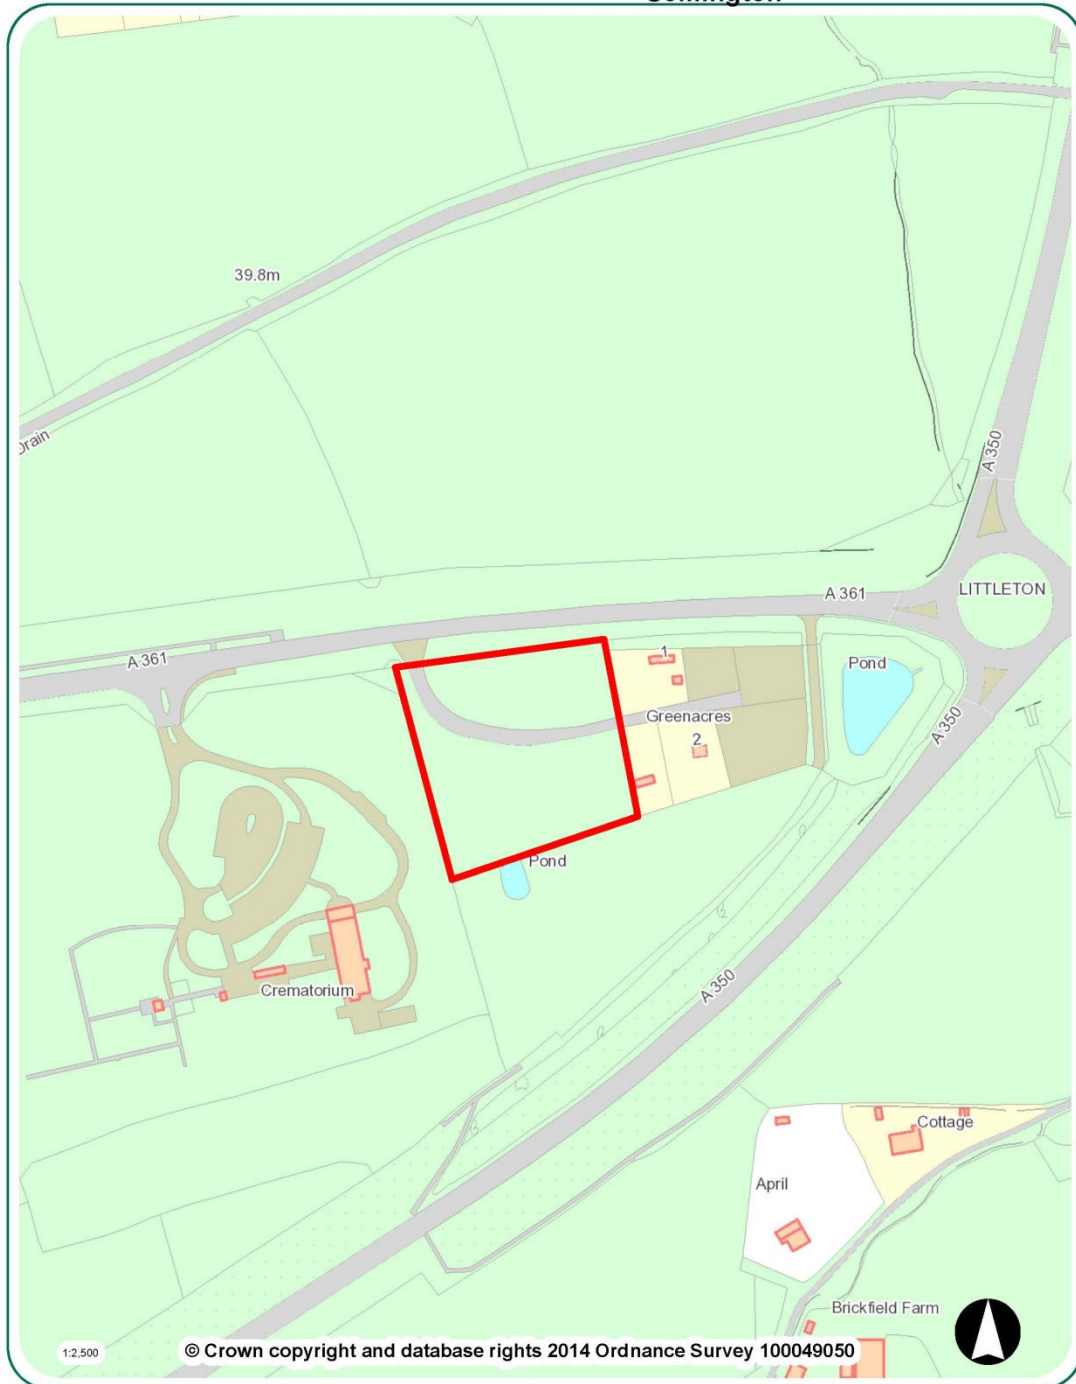 39.8m
Drain
A 350
A 361
LITTLETON
A 361
1
Pond
Greenacres
2
A 350
Pond
A 350
Crematorium
Cottage
April
Brickfield Farm
1:2,500
© Crown copyright and database rights 2014 Ordnance Survey 100049050